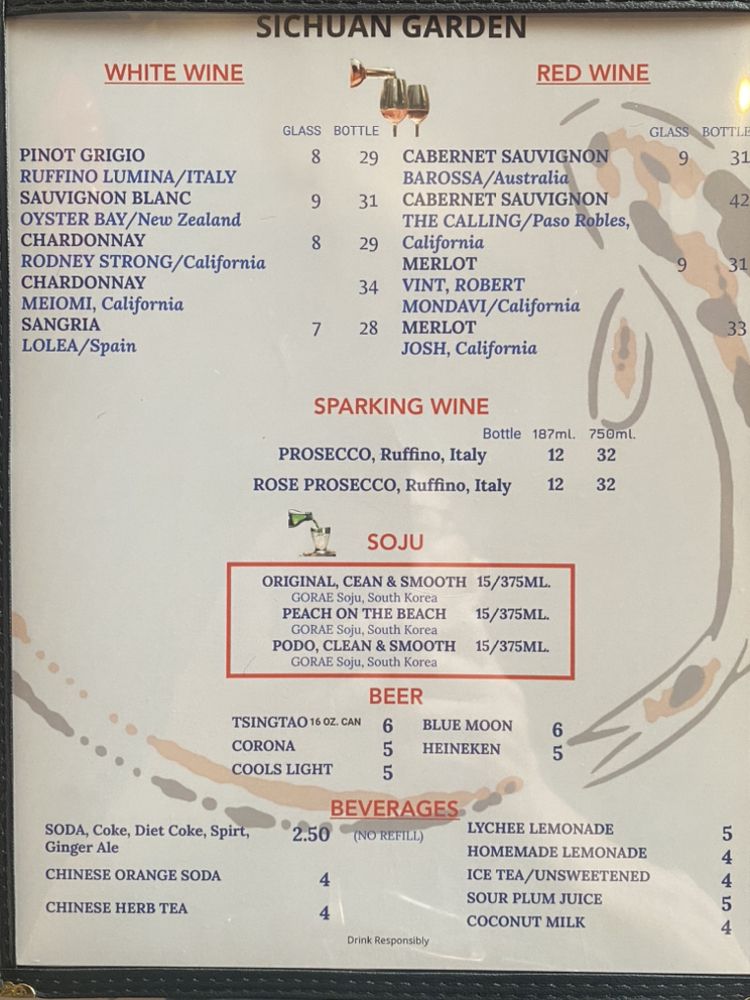 SICHUAN GARDEN
WHITE WINE
GLASS BOTTLE
PINOT GRIGIO 8 29
RUFFINO LUMINA/ITALY
SAUVIGNON BLANC 9 31
OYSTER BAY/New Zealand
CHARDONNAY 8 29
RODNEY STRONG/California
CHARDONNAY 34
MEIOMI, California
SANGRIA 7 28
LOLEA/Spain
RED WINE
GLASS BOTTLE
CABERNET SAUVIGNON 9 31
BAROSSA/Australia
CABERNET SAUVIGNON 42
THE CALLING/Paso Robles,
California
MERLOT 9 31
VINT, ROBERT
MONDAVI/California
MERLOT 33
JOSH, California
SPARKING WINE
Bottle 187ml. 750ml.
PROSECCO, Ruffino, Italy 12 32
ROSE PROSECCO, Ruffino, Italy 12 32
SOJU
ORIGINAL, CEAN & SMOOTH 15/375ML.
GORAE Soju, South Korea
PEACH ON THE BEACH 15/375ML.
GORAE Soju, South Korea
PODO, CLEAN & SMOOTH 15/375ML.
GORAE Soju, South Korea
BEER
TSINGTAO 16 OZ. CAN 6
CORONA 5
COOLS LIGHT 5
BLUE MOON 6
HEINEKEN 5
BEVERAGES
SODA, Coke, Diet Coke, Spirt, 2.50 (NO REFILL)
Ginger Ale
CHINESE ORANGE SODA 4
CHINESE HERB TEA 4
LYCHEE LEMONADE 5
HOMEMADE LEMONADE 4
ICE TEA/UNSWEETENED 4
SOUR PLUM JUICE 5
COCONUT MILK 4
Drink Responsibly